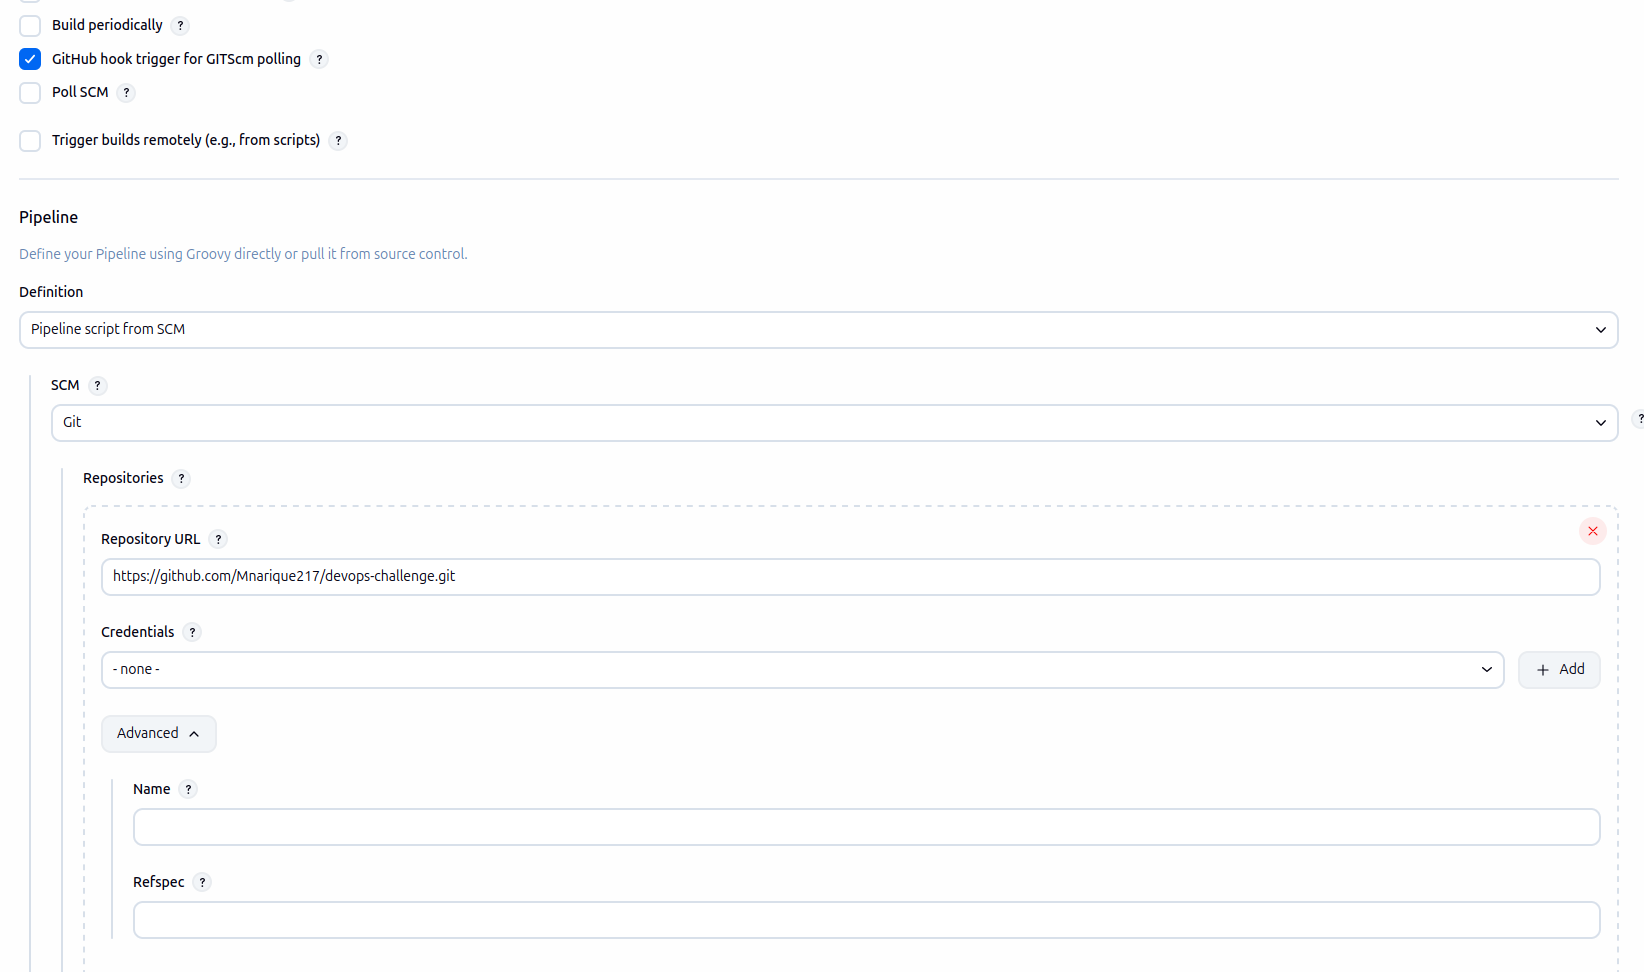 Build periodically ?
GitHub hook trigger for GITScm polling ?
Poll SCM ?
Trigger builds remotely (e.g., from scripts) ?
Pipeline
Define your Pipeline using Groovy directly or pull it from source control.
Definition
Pipeline script from SCM
SCM ?
Git
?
Repositories ?
Repository URL ?
https://github.com/Mnarique217/devops-challenge.git
Credentials ?
- none -
+ Add
Advanced
Name ?
Refspec ?